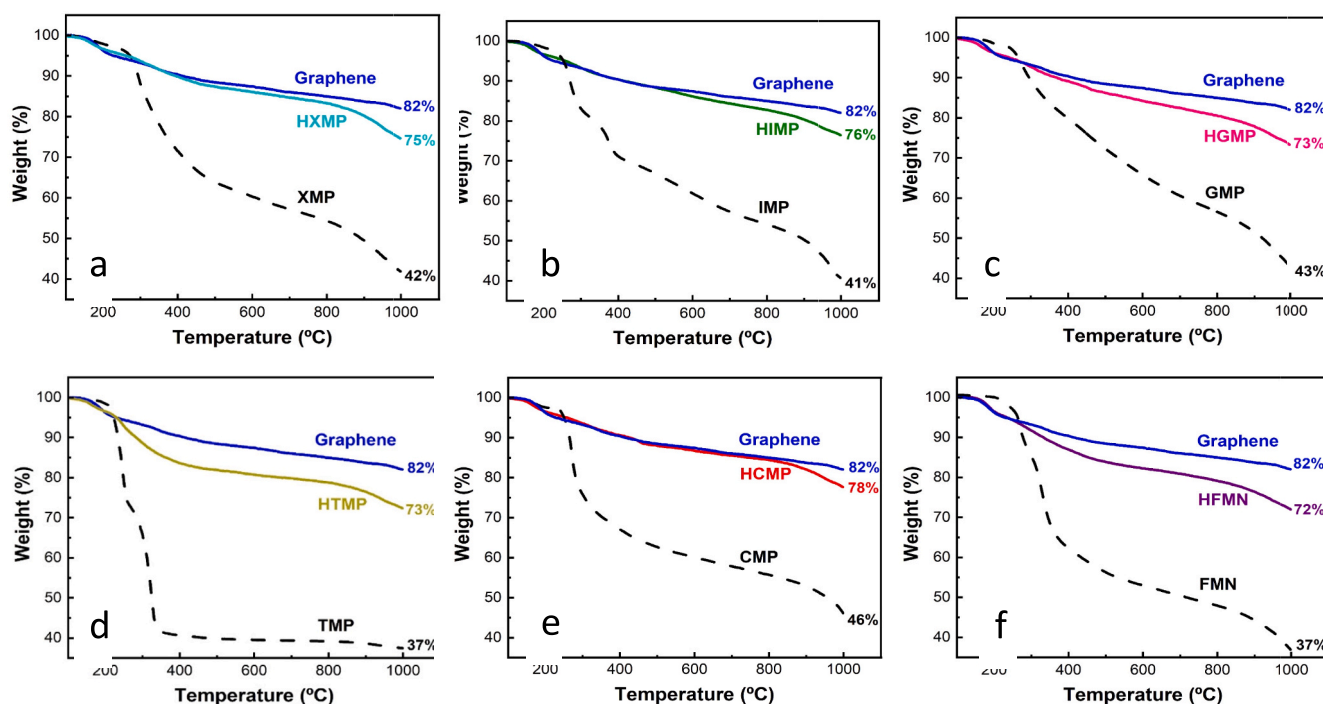 100
90
80
70
60
50
40
Weight (%)
Graphene
82%
HXMP
75%
XMP
42%
a
200 400 600 800 1000
Temperature (ºC)
100
90
80
70
60
50
40
Weight (%)
Graphene
82%
HIMP
76%
IMP
41%
b
200 400 600 800 1000
Temperature (ºC)
100
90
80
70
60
50
40
Weight (%)
Graphene
82%
HGMP
73%
GMP
43%
c
200 400 600 800 1000
Temperature (ºC)
100
90
80
70
60
50
40
Weight (%)
Graphene
82%
HTMP
73%
TMP
37%
d
200 400 600 800 1000
Temperature (ºC)
100
90
80
70
60
50
40
Weight (%)
Graphene
82%
HCMP
78%
CMP
46%
e
200 400 600 800 1000
Temperature (ºC)
100
90
80
70
60
50
40
Weight (%)
Graphene
82%
HFMN
72%
FMN
37%
f
200 400 600 800 1000
Temperature (ºC)